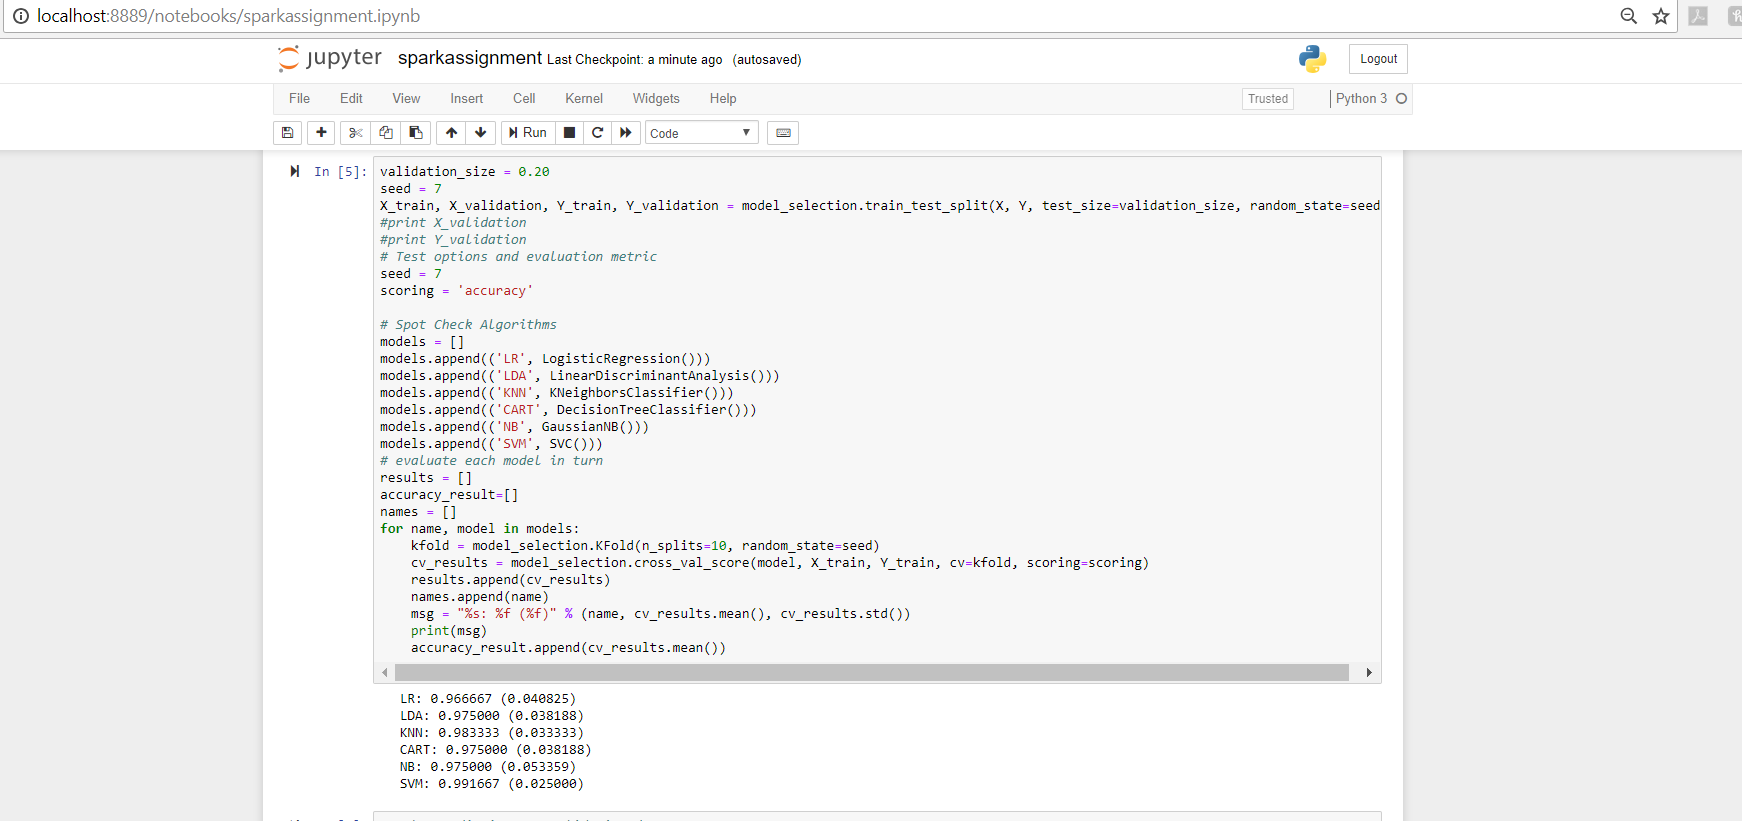 localhost:8889/notebooks/sparkassignment.ipynb
jupyter sparkassignment Last Checkpoint: a minute ago (autosaved)
Logout
File Edit View Insert Cell Kernel Widgets Help
Trusted Python 3
Run Code
In [5]:
validation_size = 0.20
seed = 7
X_train, X_validation, Y_train, Y_validation = model_selection.train_test_split(X, Y, test_size=validation_size, random_state=seed
#print X_validation
#print Y_validation
# Test options and evaluation metric
seed = 7
scoring = 'accuracy'
# Spot Check Algorithms
models = []
models.append(('LR', LogisticRegression()))
models.append(('LDA', LinearDiscriminantAnalysis()))
models.append(('KNN', KNeighborsClassifier()))
models.append(('CART', DecisionTreeClassifier()))
models.append(('NB', GaussianNB()))
models.append(('SVM', SVC()))
# evaluate each model in turn
results = []
accuracy_result=[]
names = []
for name, model in models:
    kfold = model_selection.KFold(n_splits=10, random_state=seed)
    cv_results = model_selection.cross_val_score(model, X_train, Y_train, cv=kfold, scoring=scoring)
    results.append(cv_results)
    names.append(name)
    msg = "%s: %f (%f)" % (name, cv_results.mean(), cv_results.std())
    print(msg)
    accuracy_result.append(cv_results.mean())
LR: 0.966667 (0.040825)
LDA: 0.975000 (0.038188)
KNN: 0.983333 (0.033333)
CART: 0.975000 (0.038188)
NB: 0.975000 (0.053359)
SVM: 0.991667 (0.025000)